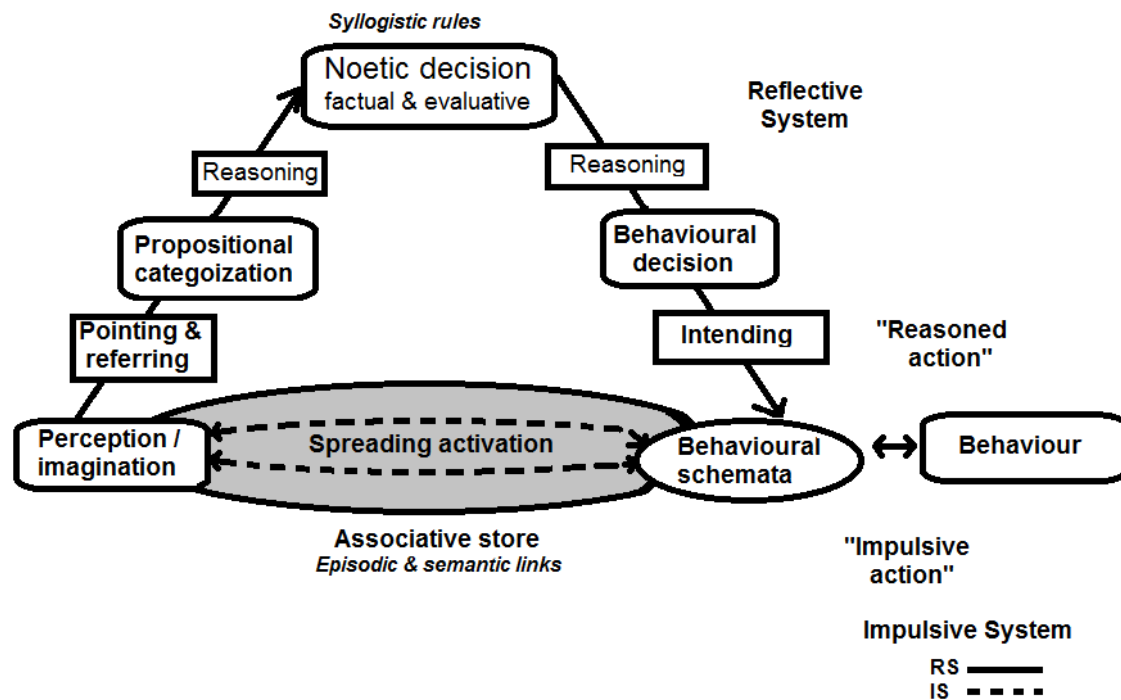 Syllogistic rules
Noetic decision
factual & evaluative
Reflective
System
Reasoning
Reasoning
Propositional
categoization
Behavioural
decision
Pointing &
referring
Intending
"Reasoned
action"
Perception /
imagination
Spreading activation
Behavioural
schemata
Behaviour
Associative store
Episodic & semantic links
"Impulsive
action"
Impulsive System
RS
IS